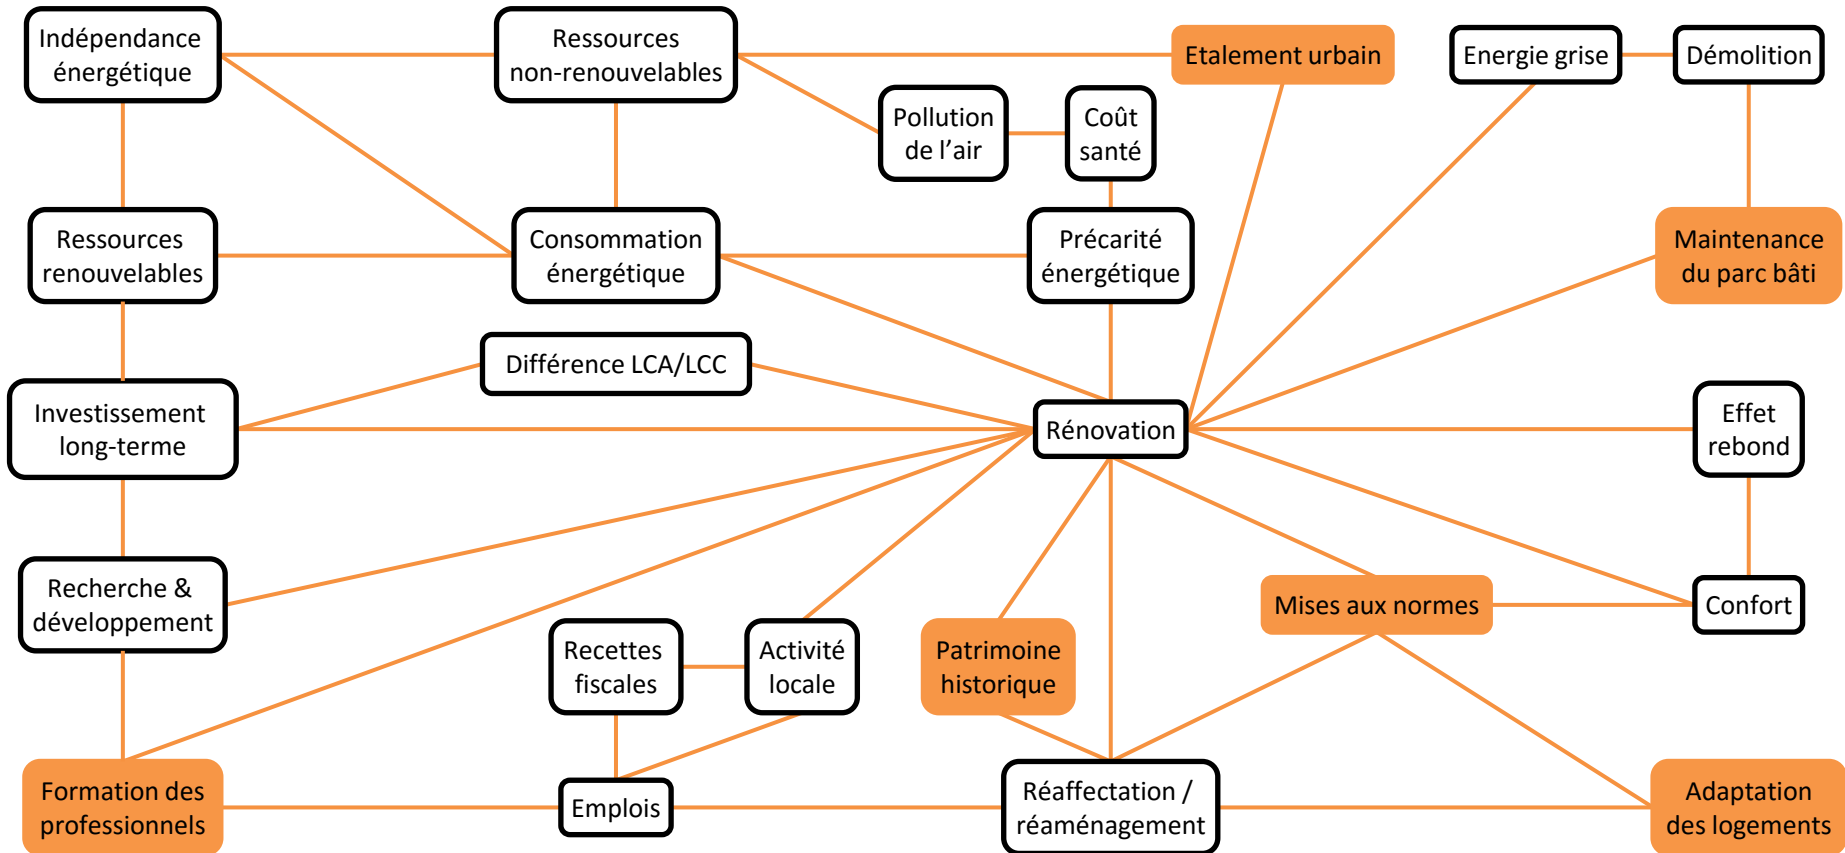 Indépendance
énergétique
Ressources
non-renouvelables
Etalement urbain
Energie grise
Démolition
Pollution
de l’air
Coût
santé
Ressources
renouvelables
Consommation
énergétique
Précarité
énergétique
Maintenance
du parc bâti
Différence LCA/LCC
Investissement
long-terme
Rénovation
Effet
rebond
Recherche &
développement
Mises aux normes
Confort
Recettes
fiscales
Activité
locale
Patrimoine
historique
Formation des
professionnels
Emplois
Réaffectation /
réaménagement
Adaptation
des logements